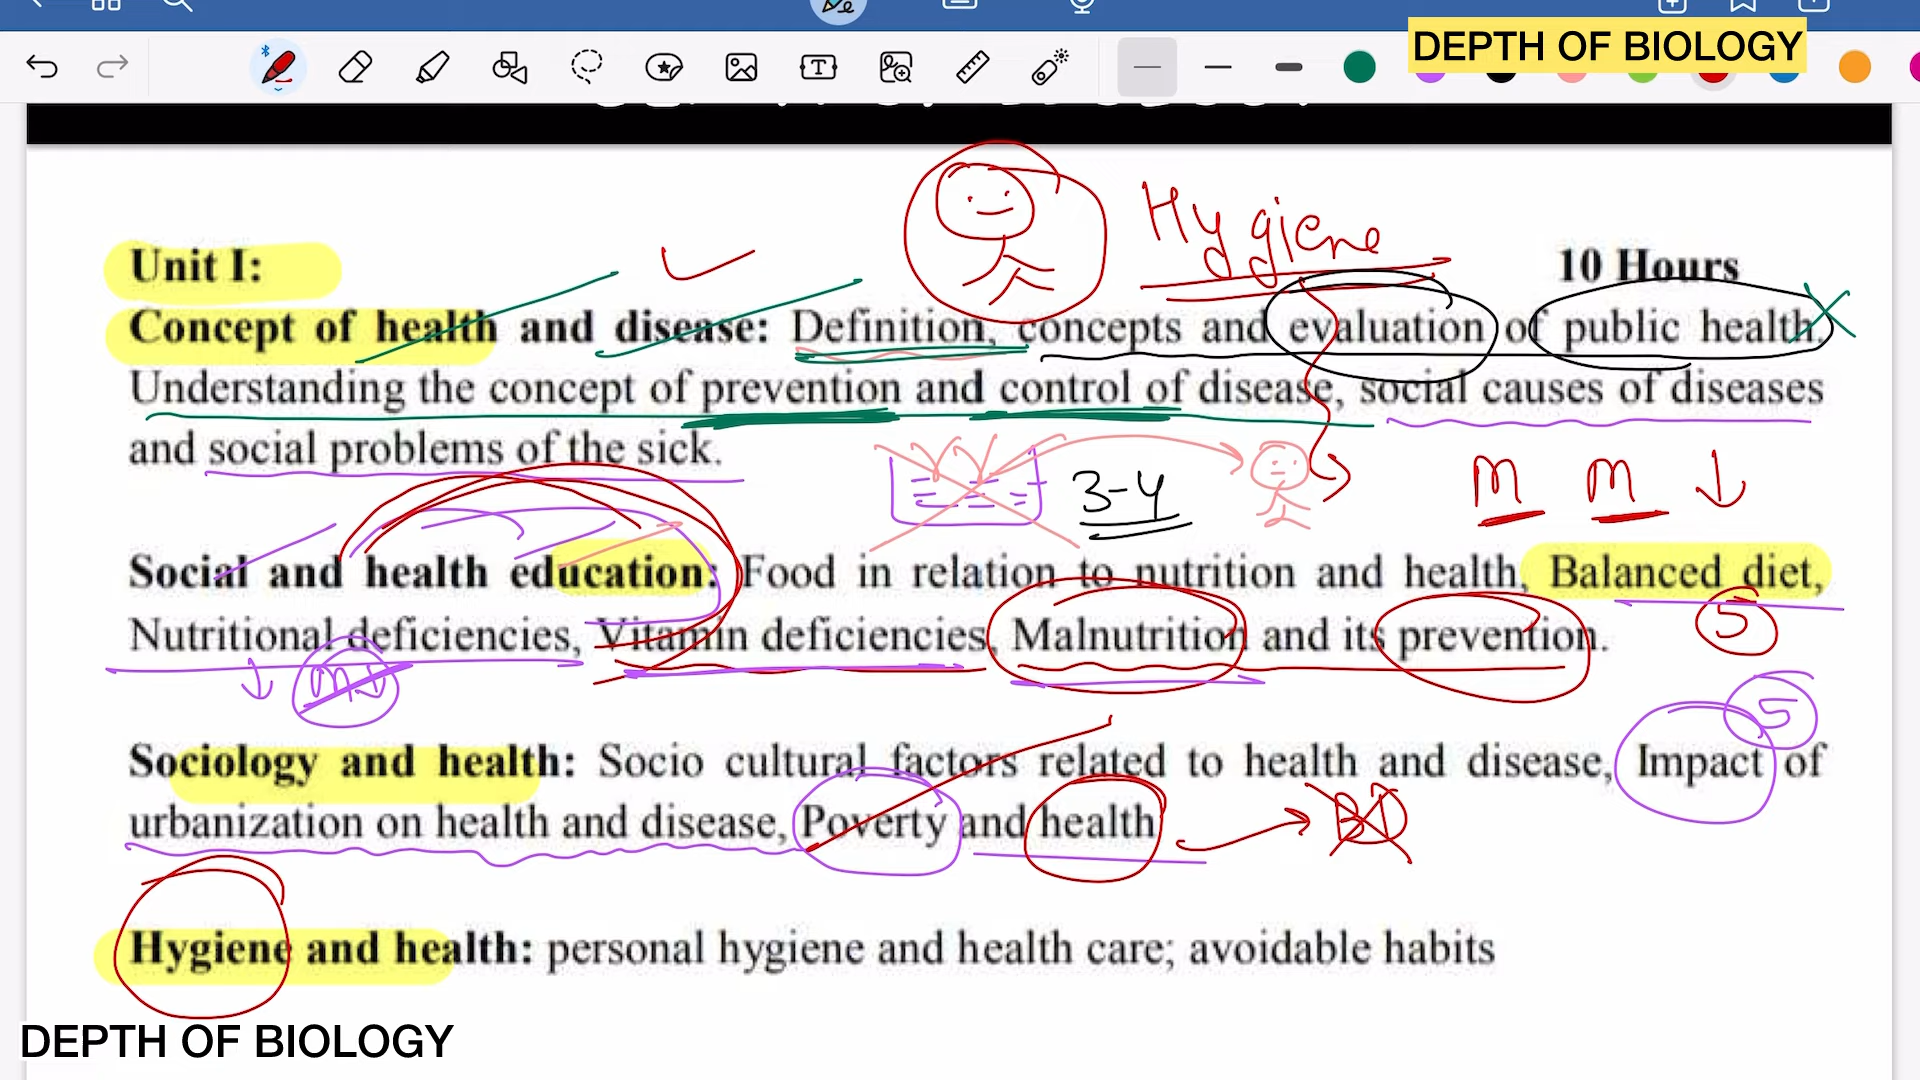 DEPTH OF BIOLOGY
Hygiene
Unit I: 10 Hours
Concept of health and disease: Definition, concepts and evaluation of public health.
Understanding the concept of prevention and control of disease, social causes of diseases
and social problems of the sick.
3-4 m m ↓
Social and health education: Food in relation to nutrition and health, Balanced diet,
Nutritional deficiencies, Vitamin deficiencies, Malnutrition and its prevention.
5
5
Sociology and health: Socio cultural factors related to health and disease, Impact of
urbanization on health and disease, Poverty and health
Hygiene and health: personal hygiene and health care; avoidable habits
DEPTH OF BIOLOGY